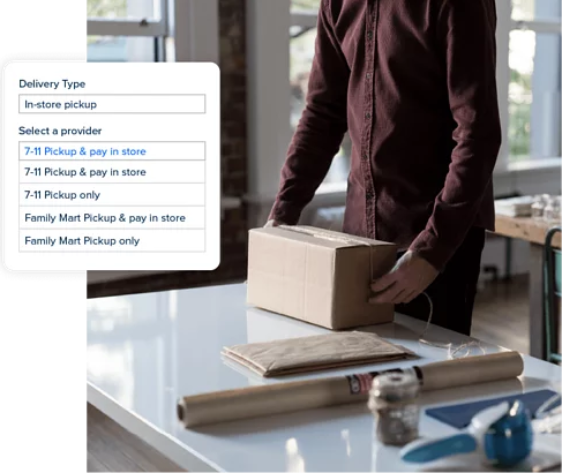 Delivery Type
In-store pickup
Select a provider
7-11 Pickup & pay in store
7-11 Pickup & pay in store
7-11 Pickup only
Family Mart Pickup & pay in store
Family Mart Pickup only